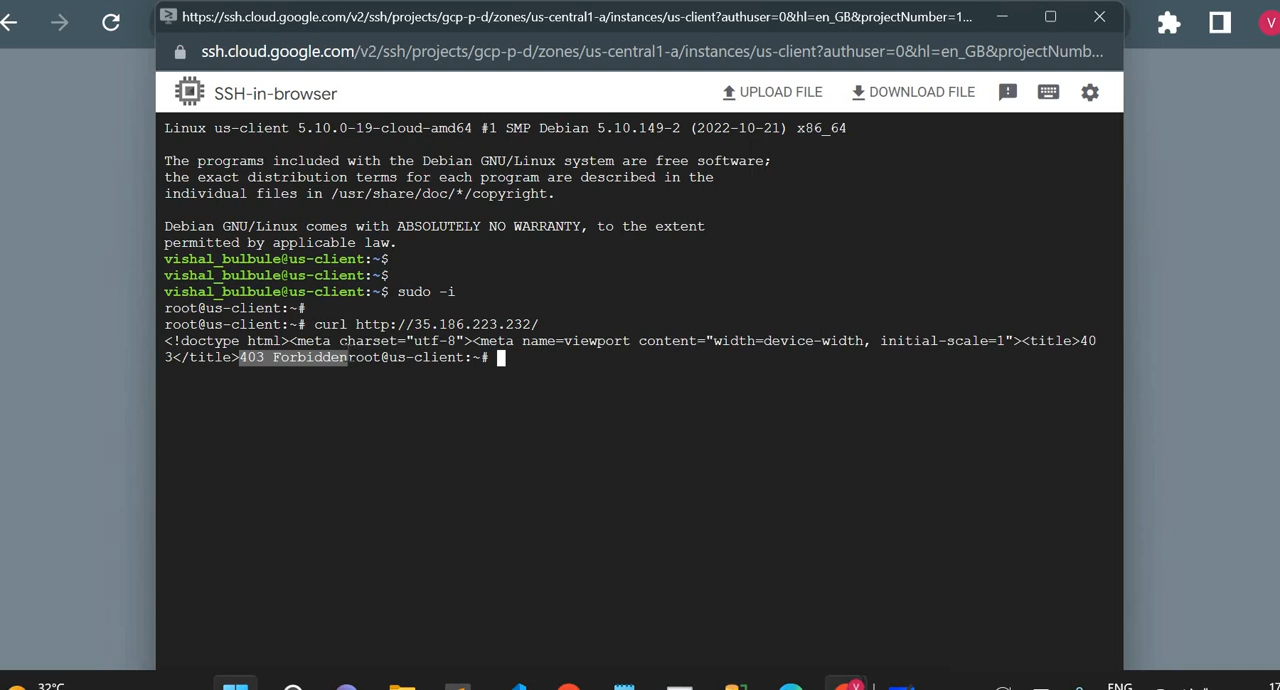 https://ssh.cloud.google.com/v2/ssh/projects/gcp-p-d/zones/us-central1-a/instances/us-client?authuser=0&hl=en_GB&projectNumber=1...
V
ssh.cloud.google.com/v2/ssh/projects/gcp-p-d/zones/us-central1-a/instances/us-client?authuser=0&hl=en_GB&projectNumb...
SSH-in-browser
UPLOAD FILE
DOWNLOAD FILE
Linux us-client 5.10.0-19-cloud-amd64 #1 SMP Debian 5.10.149-2 (2022-10-21) x86_64
The programs included with the Debian GNU/Linux system are free software;
the exact distribution terms for each program are described in the
individual files in /usr/share/doc/*/copyright.
Debian GNU/Linux comes with ABSOLUTELY NO WARRANTY, to the extent
permitted by applicable law.
vishal_bulbule@us-client:~$
vishal_bulbule@us-client:~$
vishal_bulbule@us-client:~$ sudo -i
root@us-client:~#
root@us-client:~# curl http://35.186.223.232/
<!doctype html><meta charset="utf-8"><meta name=viewport content="width=device-width, initial-scale=1"><title>40
3</title>403 Forbiddenroot@us-client:~#
32°C
ENG
17